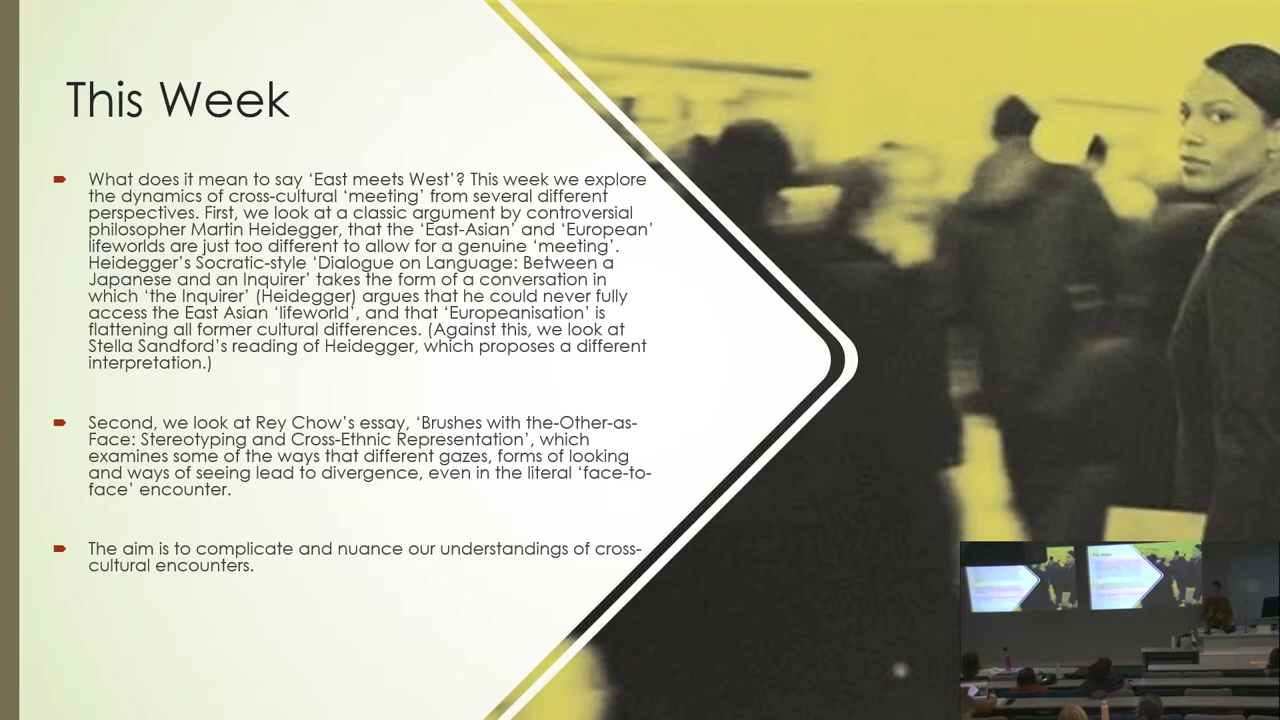 This Week
What does it mean to say ‘East meets West’? This week we explore
the dynamics of cross-cultural ‘meeting’ from several different
perspectives. First, we look at a classic argument by controversial
philosopher Martin Heidegger, that the ‘East-Asian’ and ‘European’
lifeworlds are just too different to allow for a genuine ‘meeting’.
Heidegger’s Socratic-style ‘Dialogue on Language: Between a
Japanese and an Inquirer’ takes the form of a conversation in
which ‘the Inquirer’ (Heidegger) argues that he could never fully
access the East Asian ‘lifeworld’, and that ‘Europeanisation’ is
flattening all former cultural differences. (Against this, we look at
Stella Sandford’s reading of Heidegger, which proposes a different
interpretation.)
Second, we look at Rey Chow’s essay, ‘Brushes with the-Other-as-
Face: Stereotyping and Cross-Ethnic Representation’, which
examines some of the ways that different gazes, forms of looking
and ways of seeing lead to divergence, even in the literal ‘face-to-
face’ encounter.
The aim is to complicate and nuance our understandings of cross-
cultural encounters.